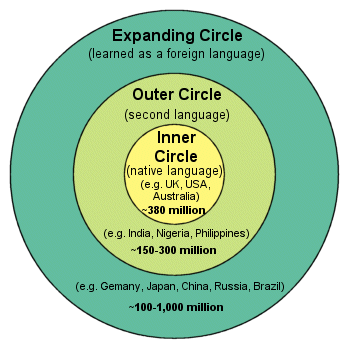 Expanding Circle
(learned as a foreign language)
Outer Circle
(second language)
Inner
Circle
(native language)
(e.g. UK, USA,
Australia)
~380 million
(e.g. India, Nigeria, Philippines)
~150-300 million
(e.g. Gemany, Japan, China, Russia, Brazil)
~100-1,000 million